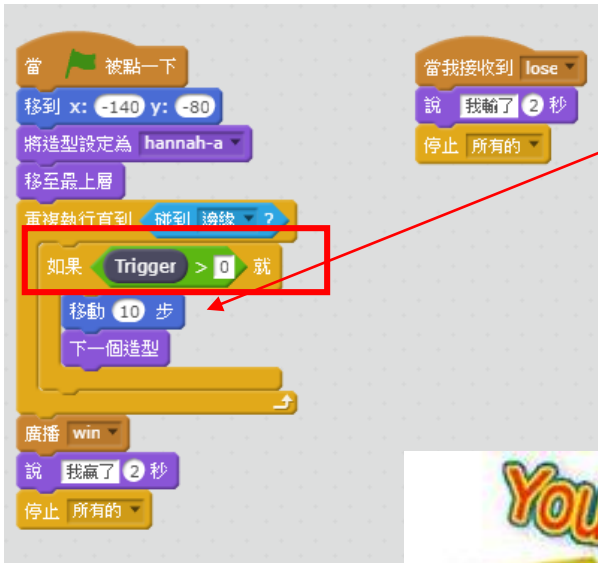 當 被點一下
移到 x: -140 y: -80
將造型設定為 hannah-a
移至最上層
重複執行直到 碰到 邊緣 ?
如果 Trigger > 0 就
移動 10 步
下一個造型
廣播 win
說 我贏了 2 秒
停止 所有的
當我接收到 lose
說 我輸了 2 秒
停止 所有的
You